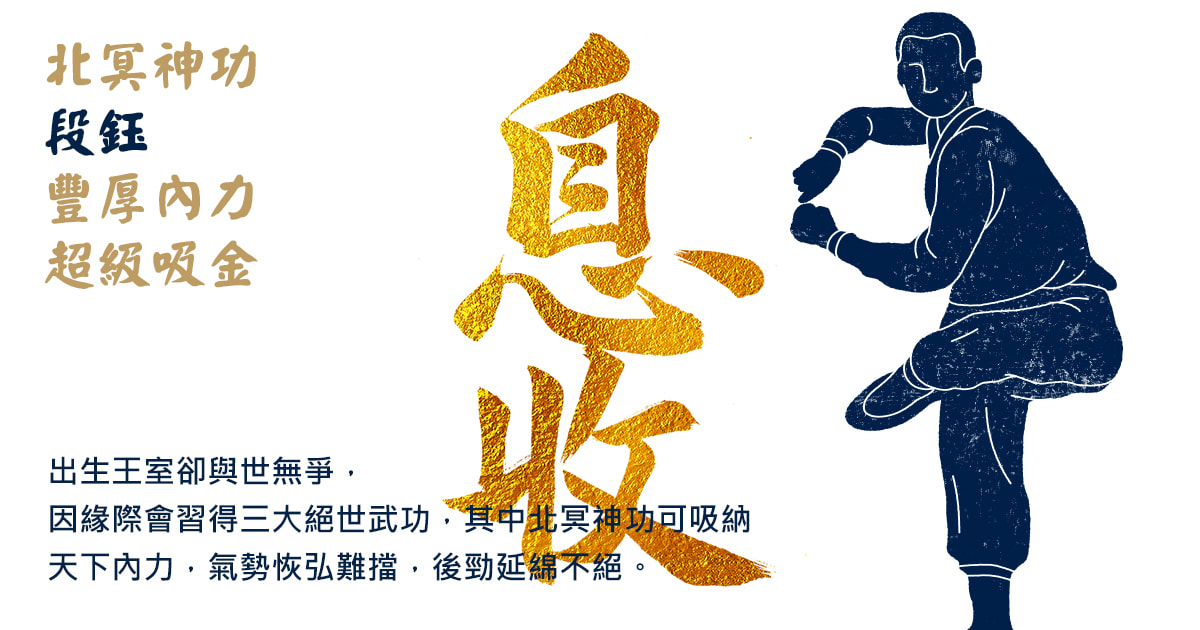 北冥神功
段鈺
豐厚內力
超級吸金
息收
出生王室卻與世無爭，
因緣際會習得三大絕世武功，其中北冥神功可吸納
天下內力，氣勢恢弘難擋，後勁延綿不絕。